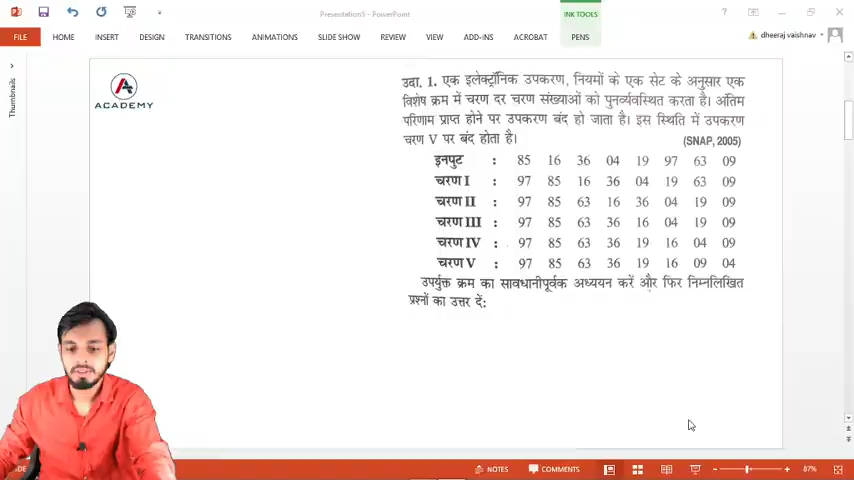 Presentation3 - PowerPoint
INK TOOLS
FILE HOME INSERT DESIGN TRANSITIONS ANIMATIONS SLIDE SHOW REVIEW VIEW ADD-INS ACROBAT PENS
dheeraj vaishnav
Thumbnails
ACADEMY
उदा. 1. एक इलेक्ट्रॉनिक उपकरण, नियमों के एक सेट के अनुसार एक
विशेष क्रम में चरण दर चरण संख्याओं को पुनर्व्यवस्थित करता है। अंतिम
परिणाम प्राप्त होने पर उपकरण बंद हो जाता है। इस स्थिति में उपकरण
चरण V पर बंद होता है।
(SNAP, 2005)
इनपुट : 85 16 36 04 19 97 63 09
चरण I : 97 85 16 36 04 19 63 09
चरण II : 97 85 63 16 36 04 19 09
चरण III : 97 85 63 36 16 04 19 09
चरण IV : 97 85 63 36 19 16 04 09
चरण V : 97 85 63 36 19 16 09 04
उपर्युक्त क्रम का सावधानीपूर्वक अध्ययन करें और फिर निम्नलिखित
प्रश्नों का उत्तर दें:
NOTES COMMENTS 87%